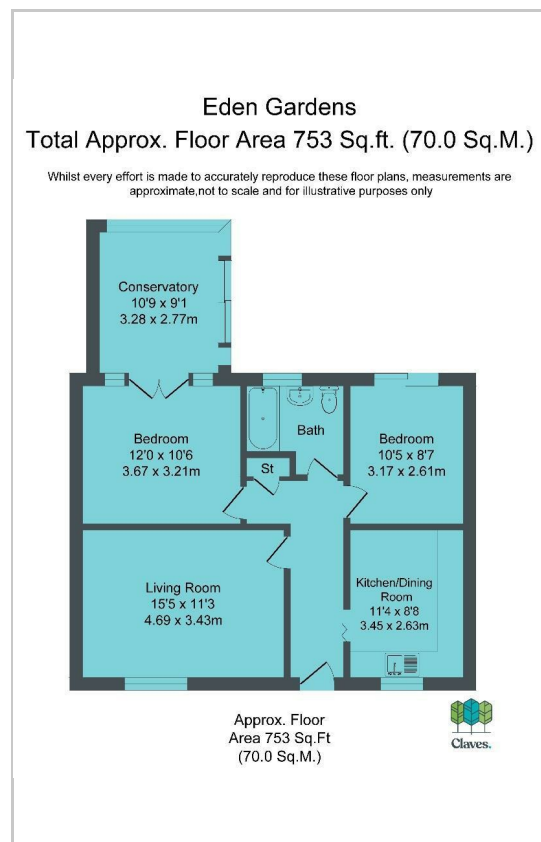 Eden Gardens
Total Approx. Floor Area 753 Sq.ft. (70.0 Sq.M.)
Whilst every effort is made to accurately reproduce these floor plans, measurements are
approximate,not to scale and for illustrative purposes only
Conservatory
10'9 x 9'1
3.28 x 2.77m
Bedroom
12'0 x 10'6
3.67 x 3.21m
Bath
St
Bedroom
10'5 x 8'7
3.17 x 2.61m
Living Room
15'5 x 11'3
4.69 x 3.43m
Kitchen/Dining
Room
11'4 x 8'8
3.45 x 2.63m
Approx. Floor
Area 753 Sq.Ft
(70.0 Sq.M.)
Claves.